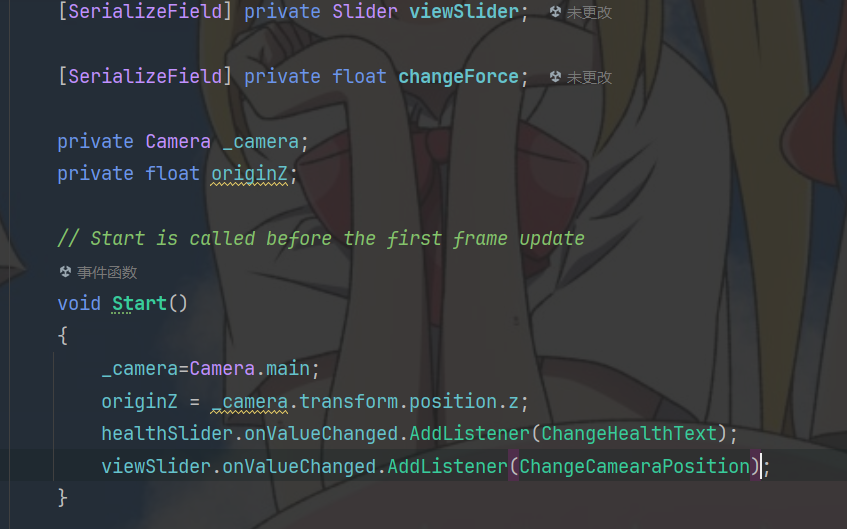 [SerializeField] private Slider viewSlider; 未更改
[SerializeField] private float changeForce; 未更改
private Camera _camera;
private float originZ;
// Start is called before the first frame update
事件函数
void Start()
{
_camera=Camera.main;
originZ = _camera.transform.position.z;
healthSlider.onValueChanged.AddListener(ChangeHealthText);
viewSlider.onValueChanged.AddListener(ChangeCamearaPosition);
}